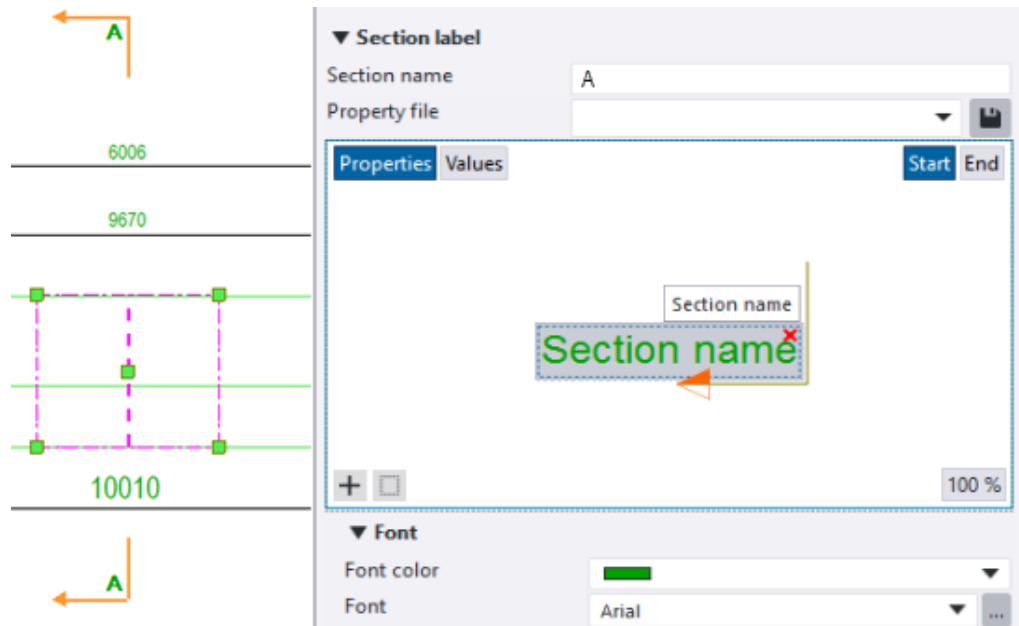 A
6006
9670
10010
A
Section label
Section name A
Property file
Properties Values Start End
Section name
Section name
100 %
Font
Font color
Font Arial ...